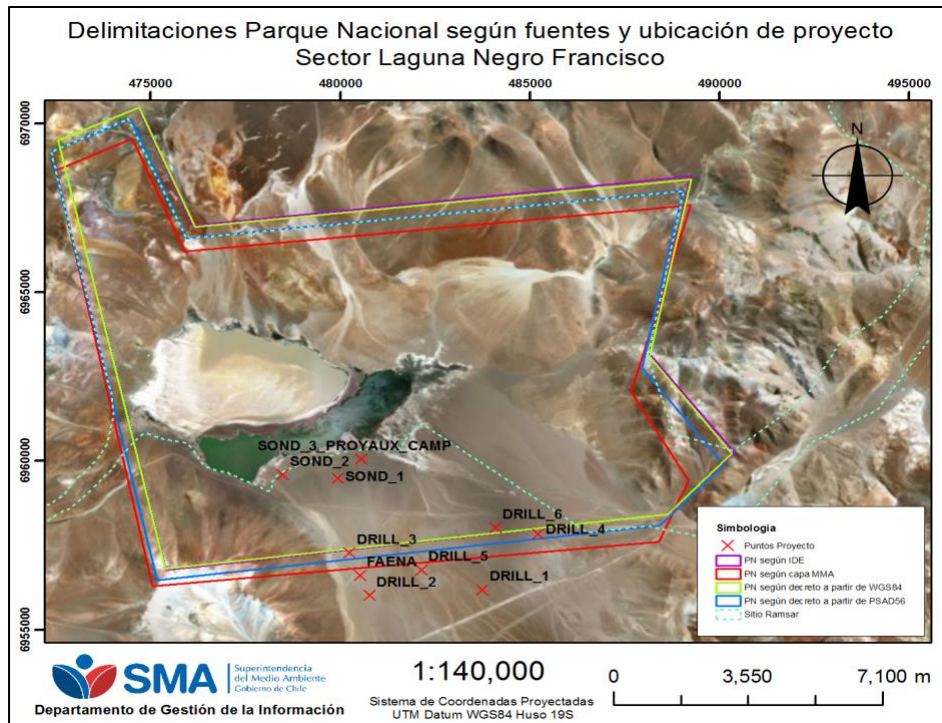 Delimitaciones Parque Nacional según fuentes y ubicación de proyecto
Sector Laguna Negro Francisco
475000 480000 485000 490000 495000
6970000
6965000
6960000
6955000
N
SOND_3_PROYAUX_CAMP
SOND_2
SOND_1
DRILL_6
DRILL_4
DRILL_3
DRILL_5
FAENA
DRILL_2
DRILL_1
Simbologia
Puntos Proyecto
PN según IDE
PN según capa MMA
PN según decreto a partir de WGS84
PN según decreto a partir de PSAD56
Sitio Ramsar
SMA
Superintendencia
del Medio Ambiente
Gobierno de Chile
Departamento de Gestión de la Información
1:140,000
Sistema de Coordenadas Proyectadas
UTM Datum WGS84 Huso 19S
0 3,550 7,100 m